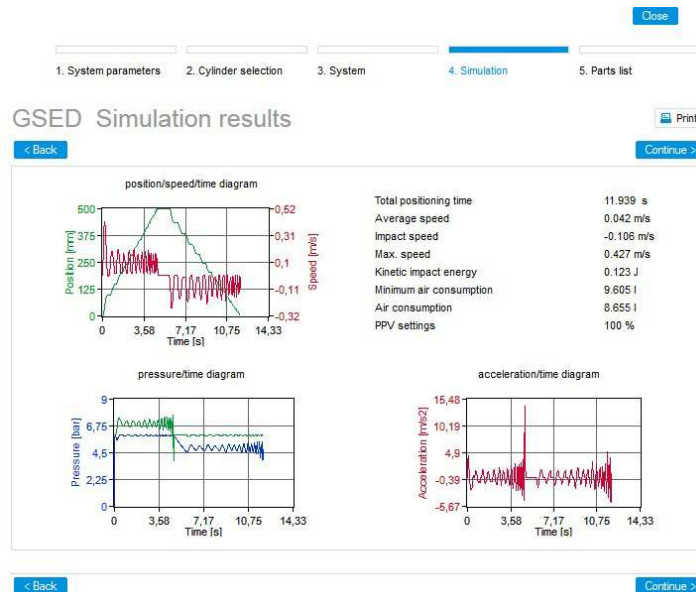 Close
1. System parameters 2. Cylinder selection 3. System 4. Simulation 5. Parts list
GSED Simulation results
Print
< Back Continue >
position/speed/time diagram
500 375 250 125 0
Position [mm]
0,52 0,31 0,1 -0,11 -0,32
Speed [m/s]
0 3,58 7,17 10,75 14,33
Time [s]
Total positioning time 11.939 s
Average speed 0.042 m/s
Impact speed -0.106 m/s
Max. speed 0.427 m/s
Kinetic impact energy 0.123 J
Minimum air consumption 9.605 l
Air consumption 8.655 l
PPV settings 100 %
pressure/time diagram
9 6,75 4,5 2,25 0
Pressure [bar]
0 3,58 7,17 10,75 14,33
Time [s]
acceleration/time diagram
15,48 10,19 4,9 -0,39 -5,67
Acceleration [m/s2]
0 3,58 7,17 10,75 14,33
Time [s]
< Back Continue >